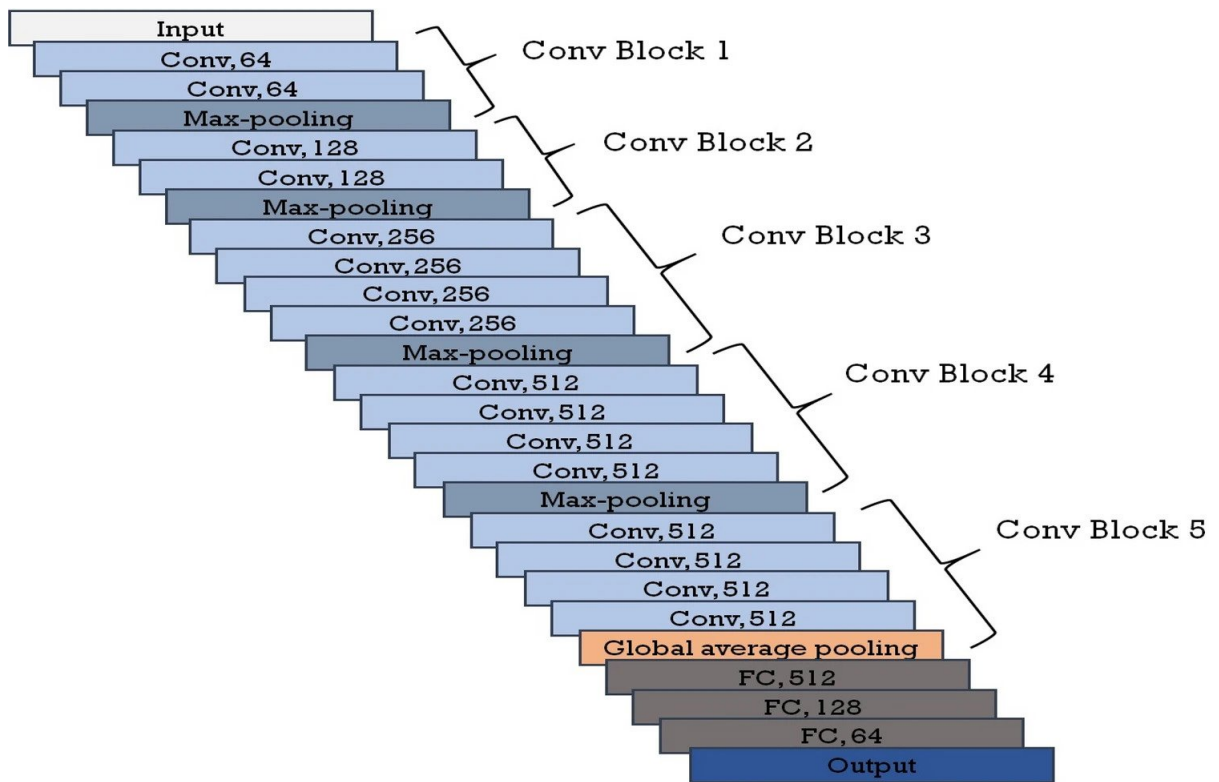 Input
Conv, 64
Conv, 64
Max-pooling
Conv, 128
Conv, 128
Max-pooling
Conv, 256
Conv, 256
Conv, 256
Conv, 256
Max-pooling
Conv, 512
Conv, 512
Conv, 512
Conv, 512
Max-pooling
Conv, 512
Conv, 512
Conv, 512
Conv, 512
Global average pooling
FC, 512
FC, 128
FC, 64
Output
Conv Block 1
Conv Block 2
Conv Block 3
Conv Block 4
Conv Block 5